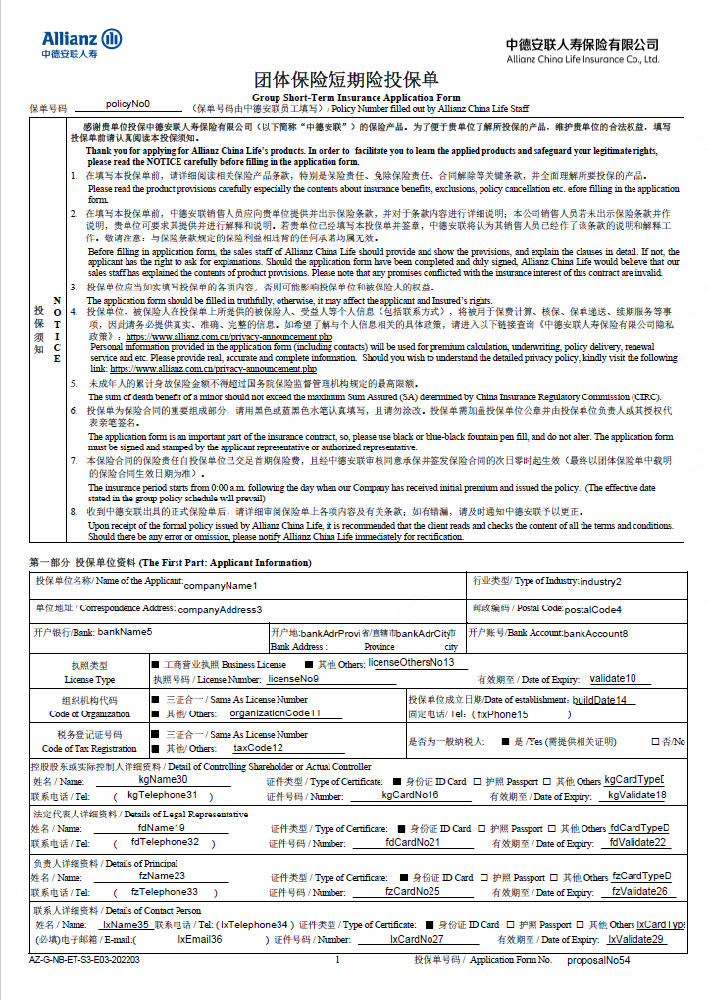 Allianz
中德安联人寿
中德安联人寿保险有限公司
Allianz China Life Insurance Co., Ltd.
团体保险短期险投保单
Group Short-Term Insurance Application Form
保单号码 policyNo0 （保单号码由中德安联员工填写）/ Policy Number filled out by Allianz China Life Staff
投保须知
NOTICE
感谢贵单位投保中德安联人寿保险有限公司（以下简称“中德安联”）的保险产品。为了便于贵单位了解所投保的产品，维护贵单位的合法权益，填写
投保单前请认真阅读本投保须知。
Thank you for applying for Allianz China Life's products. In order to facilitate you to learn the applied products and safeguard your legitimate rights,
please read the NOTICE carefully before filling in the application form.
1. 在填写本投保单前，请详细阅读相关保险产品条款，特别是保险责任、免除保险责任、合同解除等关键条款，并全面理解所要投保的产品。
Please read the product provisions carefully especially the contents about insurance benefits, exclusions, policy cancellation etc. efore filling in the application
form.
2. 在填写本投保单前，中德安联销售人员应向贵单位提供并出示保险条款，并对于条款内容进行详细说明；本公司销售人员若未出示保险条款并作
说明，贵单位可要求其提供并进行解释和说明。若贵单位已经填写本投保单并签章，中德安联将认为其销售人员已经作了该条款的说明和解释工
作。敬请注意：与保险条款规定的保险利益相违背的任何承诺均属无效。
Before filling in application form, the sales staff of Allianz China Life should provide and show the provisions, and explain the clauses in detail. If not, the
applicant has the right to ask for explanations. Should the application form have been completed and duly signed, Allianz China Life would believe that our
sales staff has explained the contents of product provisions. Please note that any promises conflicted with the insurance interest of this contract are invalid.
3. 投保单位应当如实填写投保单的各项内容，否则可能影响投保单位和被保险人的权益。
The application form should be filled in truthfully, otherwise, it may affect the applicant and Insured's rights.
4. 投保单位、被保险人在投保单上所提供的被保险人、受益人等个人信息（包括联系方式），将被用于保费计算、核保、保单递送、续期服务等事
项，因此请务必提供真实、准确、完整的信息。如希望了解与个人信息相关的具体政策，请进入以下链接查询《中德安联人寿保险有限公司隐私
政策》：https://www.allianz.com.cn/privacy-announcement.php
Personal information provided in the application form (including contacts) will be used for premium calculation, underwriting, policy delivery, renewal
service and etc. Please provide real, accurate and complete information. Should you wish to understand the detailed privacy policy, kindly visit the following
link: https://www.allianz.com.cn/privacy-announcement.php
5. 未成年人的累计身故保险金额不得超过国务院保险监督管理机构规定的最高限额。
The sum of death benefit of a minor should not exceed the maximum Sum Assured (SA) determined by China Insurance Regulatory Commission (CIRC).
6. 投保单为保险合同的重要组成部分，请用黑色或蓝黑色水笔认真填写，且请勿涂改。投保单需加盖投保单位公章并由投保单位负责人或其授权代
表亲笔签名。
The application form is an important part of the insurance contract, so, please use black or blue-black fountain pen fill, and do not alter. The application form
must be signed and stamped by the applicant representative or authorized representative.
7. 本保险合同的保险责任自投保单位已交足首期保险费，且经中德安联审核同意承保并签发保险合同的次日零时起生效（最终以团体保险单中载明
的保险合同生效日期为准）。
The insurance period starts from 0:00 a.m. following the day when our Company has received initial premium and issued the policy. (The effective date
stated in the group policy schedule will prevail)
8. 收到中德安联出具的正式保险单后，请详细审阅保险单上各项内容及有关条款；如有错漏，请及时通知中德安联予以更正。
Upon receipt of the formal policy issued by Allianz China Life, it is recommended that the client reads and checks the content of all the terms and conditions.
Should there be any error or omission, please notify Allianz China Life immediately for rectification.
第一部分 投保单位资料 (The First Part: Applicant Information)
投保单位名称/ Name of the Applicant: companyName1 行业类型/ Type of Industry: industry2
单位地址 / Correspondence Address: companyAddress3 邮政编码 / Postal Code: postalCode4
开户银行/Bank: bankName5 开户地: bankAdrProvi 省/直辖市 bankAdrCity 市 开户账号/Bank Account: bankAccount8
Bank Address : Province city
执照类型 ■ 工商营业执照 Business License ■ 其他/ Others: licenseOthersNo13
License Type 执照号码 / License Number: licenseNo9 有效期至 / Date of Expiry: validate10
组织机构代码 ■ 三证合一 / Same As License Number 投保单位成立日期/Date of establishment: buildDate14
Code of Organization ■ 其他/ Others: organizationCode11 固定电话/ Tel: ( fixPhone15 )
税务登记证号码 ■ 三证合一 / Same As License Number 是否为一般纳税人: ■ 是 /Yes (需提供相关证明) □ 否/No
Code of Tax Registration ■ 其他/ Others: taxCode12
控股股东或实际控制人详细资料 / Detail of Controlling Shareholder or Actual Controller
姓名 / Name: kgName30 证件类型 / Type of Certificate: ■ 身份证 ID Card □ 护照 Passport □ 其他 Others kgCardTypeD
联系电话 / Tel: ( kgTelephone31 ) 证件号码 / Number: kgCardNo16 有效期至 / Date of Expiry: kgValidate18
法定代表人详细资料 / Details of Legal Representative
姓名 / Name: fdName19 证件类型 / Type of Certificate: ■ 身份证 ID Card □ 护照 Passport □ 其他 Others fdCardTypeD
联系电话 / Tel: ( fdTelephone32 ) 证件号码 / Number: fdCardNo21 有效期至 / Date of Expiry: fdValidate22
负责人详细资料 / Details of Principal
姓名 / Name: fzName23 证件类型 / Type of Certificate: ■ 身份证 ID Card □ 护照 Passport □ 其他 Others fzCardTypeD
联系电话 / Tel: ( fzTelephone33 ) 证件号码 / Number: fzCardNo25 有效期至 / Date of Expiry: fzValidate26
联系人详细资料 / Details of Contact Person
姓名 / Name: lxName35 联系电话 / Tel: ( lxTelephone34 ) 证件类型 / Type of Certificate: ■ 身份证 ID Card □ 护照 Passport □ 其他 Others lxCardType
(必填)电子邮箱 / E-mail:( lxEmail36 ) 证件号码 / Number: lxCardNo27 有效期至 / Date of Expiry: lxValidate29
AZ-G-NB-ET-S3-E03-202203 1 投保单号码 / Application Form No. proposalNo54